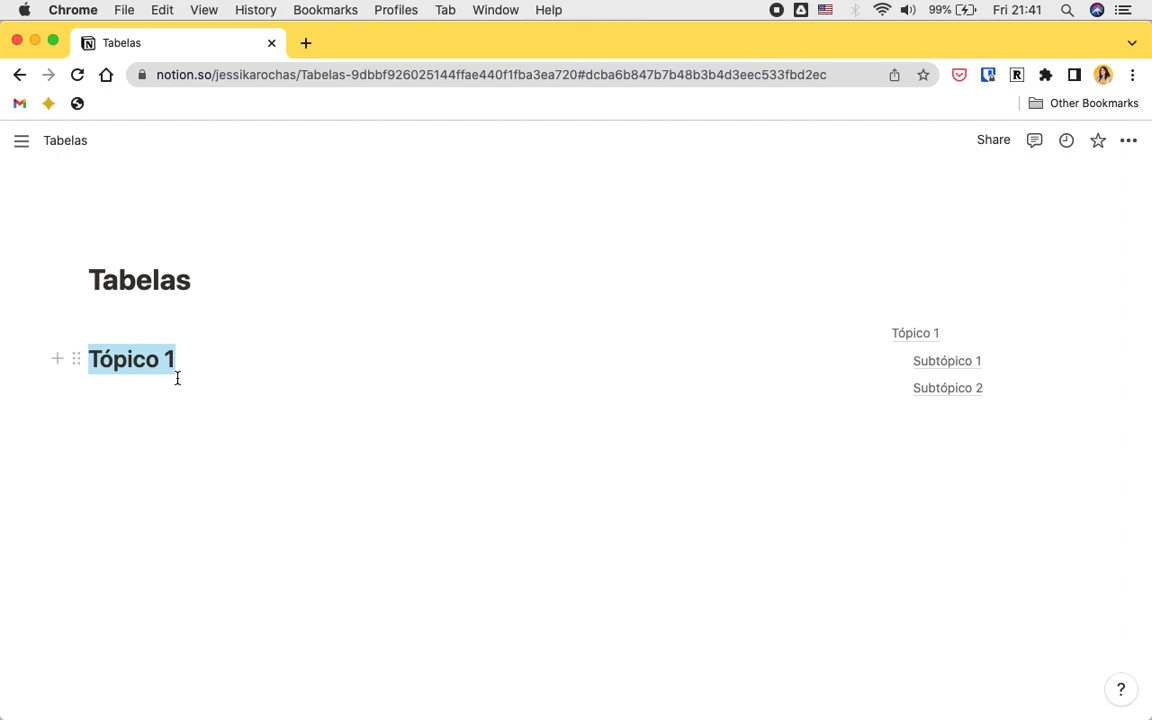 Chrome File Edit View History Bookmarks Profiles Tab Window Help 99% Fri 21:41
Tabelas
notion.so/jessikarochas/Tabelas-9dbbf926025144ffae440f1fba3ea720#dcba6b847b7b48b3b4d3eec533fbd2ec
Other Bookmarks
Tabelas Share
Tabelas
Tópico 1
Tópico 1
Subtópico 1
Subtópico 2
?